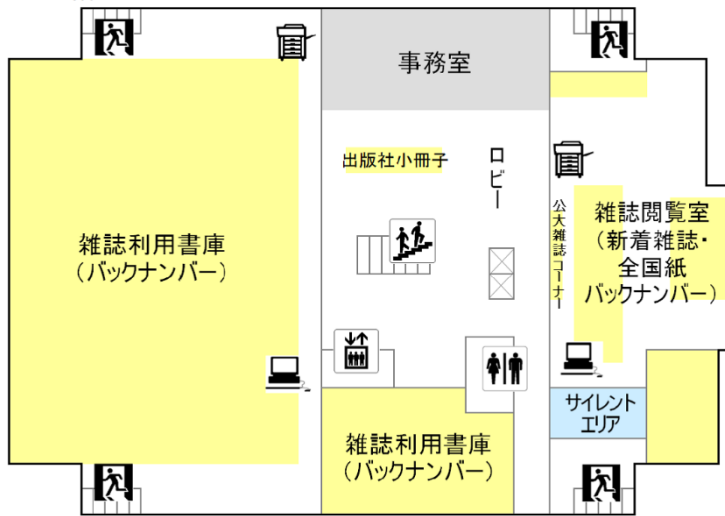 事務室
出版社小冊子
ロビー
公大雑誌コーナー
雑誌閲覧室
（新着雑誌・
全国紙
バックナンバー）
雑誌利用書庫
（バックナンバー）
サイレント
エリア
雑誌利用書庫
（バックナンバー）